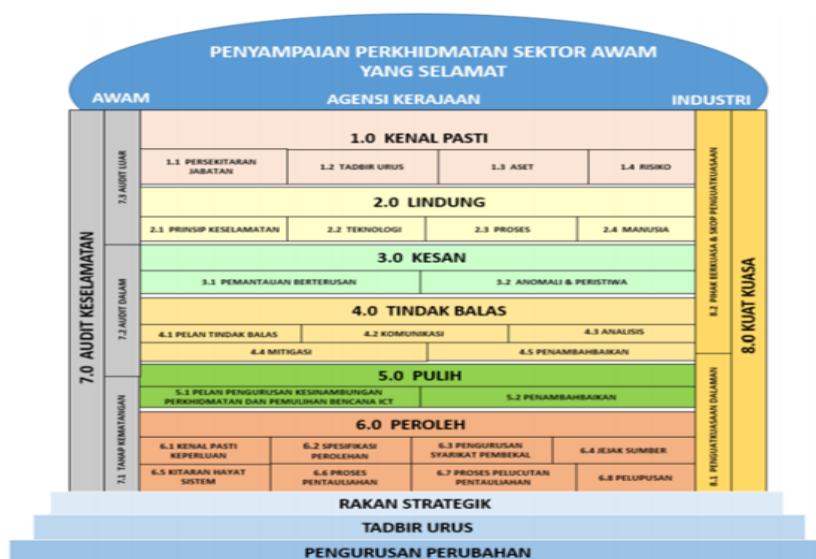 PENYAMPAIAN PERKHIDMATAN SEKTOR AWAM
YANG SELAMAT
AWAM
AGENSI KERAJAAN
INDUSTRI
7.0 AUDIT KESELAMATAN
7.3 AUDIT LUAR
7.2 AUDIT DALAM
7.1 TAHAP KEMATANGAN
1.0 KENAL PASTI
1.1 PERSEKITARAN
JABATAN
1.2 TADBIR URUS
1.3 ASET
1.4 RISIKO
2.0 LINDUNG
2.1 PRINSIP KESELAMATAN
2.2 TEKNOLOGI
2.3 PROSES
2.4 MANUSIA
3.0 KESAN
3.1 PEMANTAUAN BERTERUSAN
3.2 ANOMALI & PERISTIWA
4.0 TINDAK BALAS
4.1 PELAN TINDAK BALAS
4.2 KOMUNIKASI
4.3 ANALISIS
4.4 MITIGASI
4.5 PENAMBAHBAIKAN
5.0 PULIH
5.1 PELAN PENGURUSAN KESINAMBUNGAN
PERKHIDMATAN DAN PEMULIHAN BENCANA ICT
5.2 PENAMBAHBAIKAN
6.0 PEROLEH
6.1 KENAL PASTI
KEPERLUAN
6.2 SPESIFIKASI
PEROLEHAN
6.3 PENGURUSAN
SYARIKAT PEMBEKAL
6.4 JEJAK SUMBER
6.5 KITARAN HAYAT
SISTEM
6.6 PROSES
PENTAULIAHAN
6.7 PROSES PELUCUTAN
PENTAULIAHAN
6.8 PELUPUSAN
8.2 PIHAK BERKUASA & SKOP PENGUATKUASAAN
8.1 PENGUATKUASAAN DALAMAN
8.0 KUAT KUASA
RAKAN STRATEGIK
TADBIR URUS
PENGURUSAN PERUBAHAN